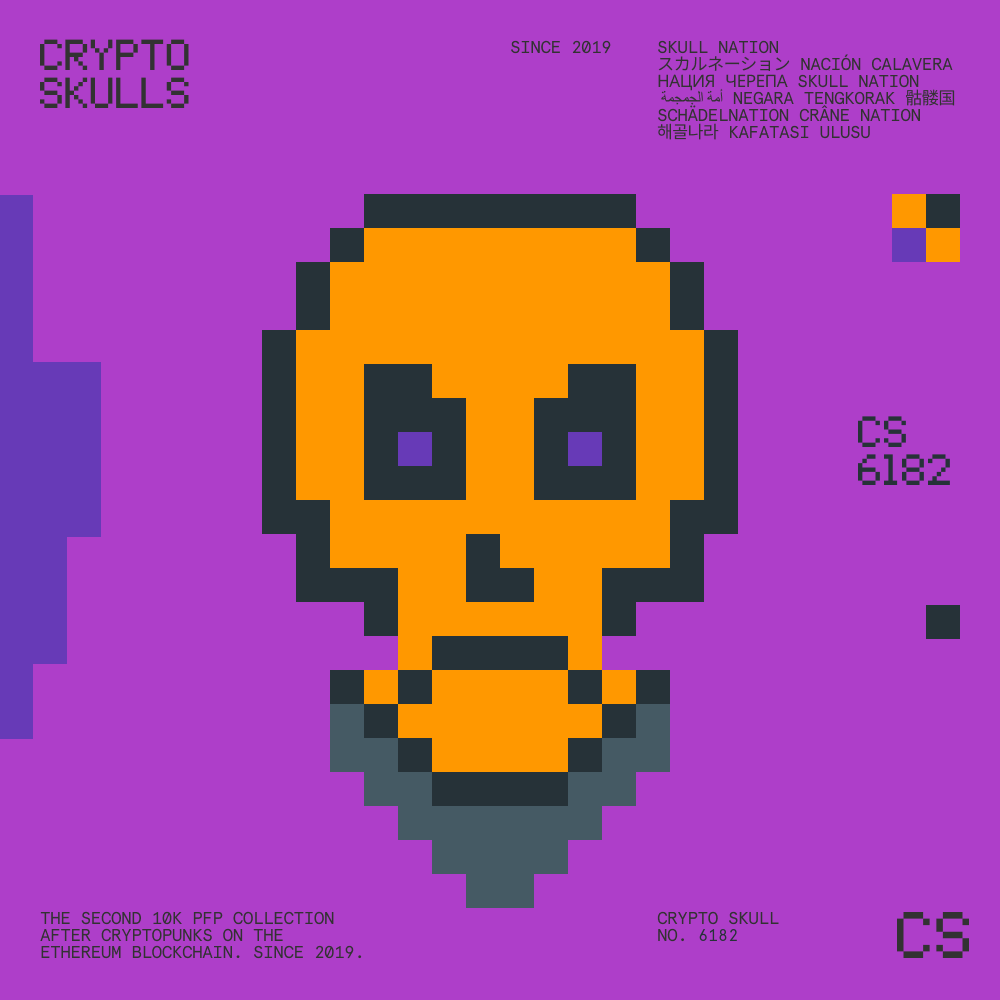 CRYPTO
SKULLS
SINCE 2019
SKULL NATION
スカルネーション NACIÓN CALAVERA
НАЦИЯ ЧЕРЕПА SKULL NATION
أمة الجمجمة NEGARA TENGKORAK 骷髅国
SCHÄDELNATION CRÂNE NATION
해골나라 KAFATASI ULUSU
CS
6182
THE SECOND 10K PFP COLLECTION
AFTER CRYPTOPUNKS ON THE
ETHEREUM BLOCKCHAIN. SINCE 2019.
CRYPTO SKULL
NO. 6182
CS